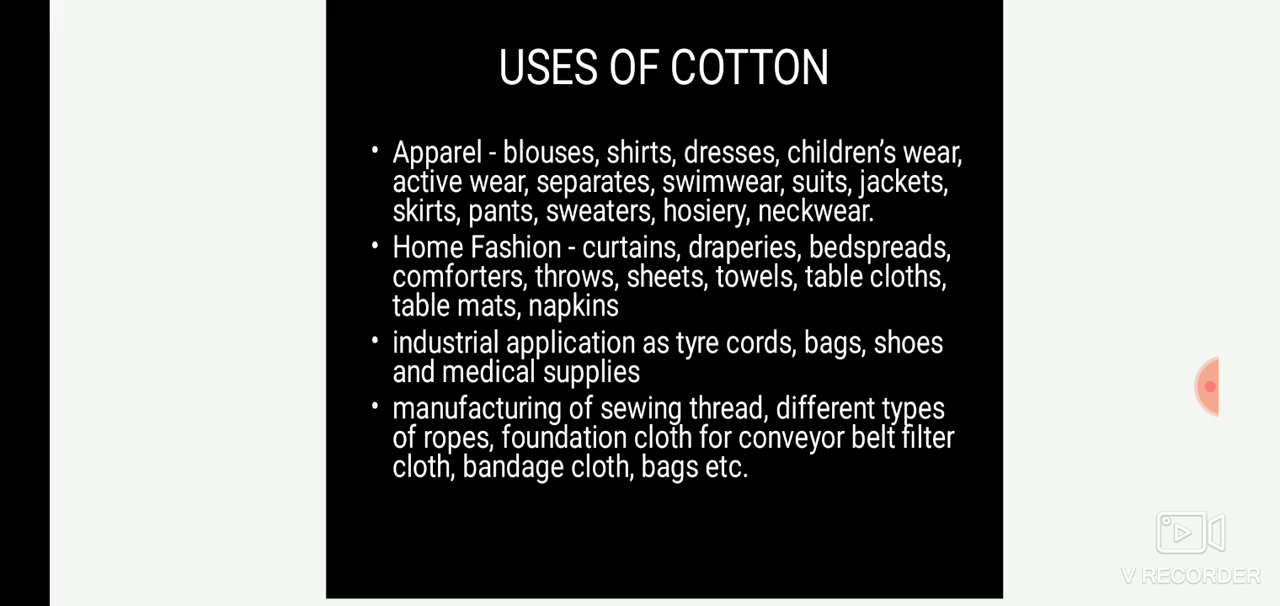 USES OF COTTON
• Apparel - blouses, shirts, dresses, children's wear,
active wear, separates, swimwear, suits, jackets,
skirts, pants, sweaters, hosiery, neckwear.
• Home Fashion - curtains, draperies, bedspreads,
comforters, throws, sheets, towels, table cloths,
table mats, napkins
• industrial application as tyre cords, bags, shoes
and medical supplies
• manufacturing of sewing thread, different types
of ropes, foundation cloth for conveyor belt filter
cloth, bandage cloth, bags etc.
V RECORDER